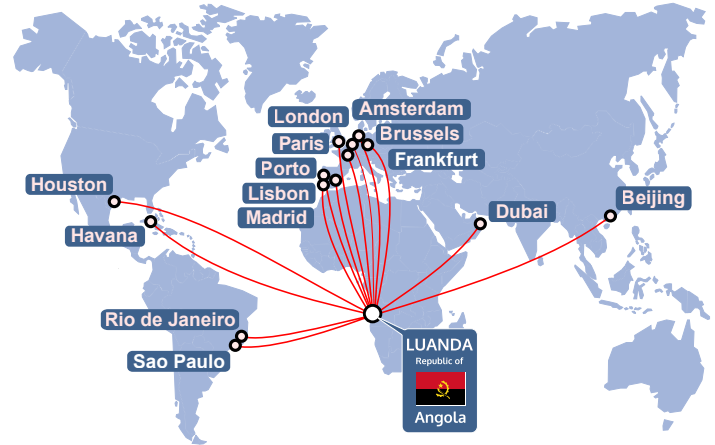 London
Amsterdam
Paris
Brussels
Porto
Frankfurt
Houston
Lisbon
Madrid
Dubai
Beijing
Havana
Rio de Janeiro
Sao Paulo
LUANDA
Republic of
Angola